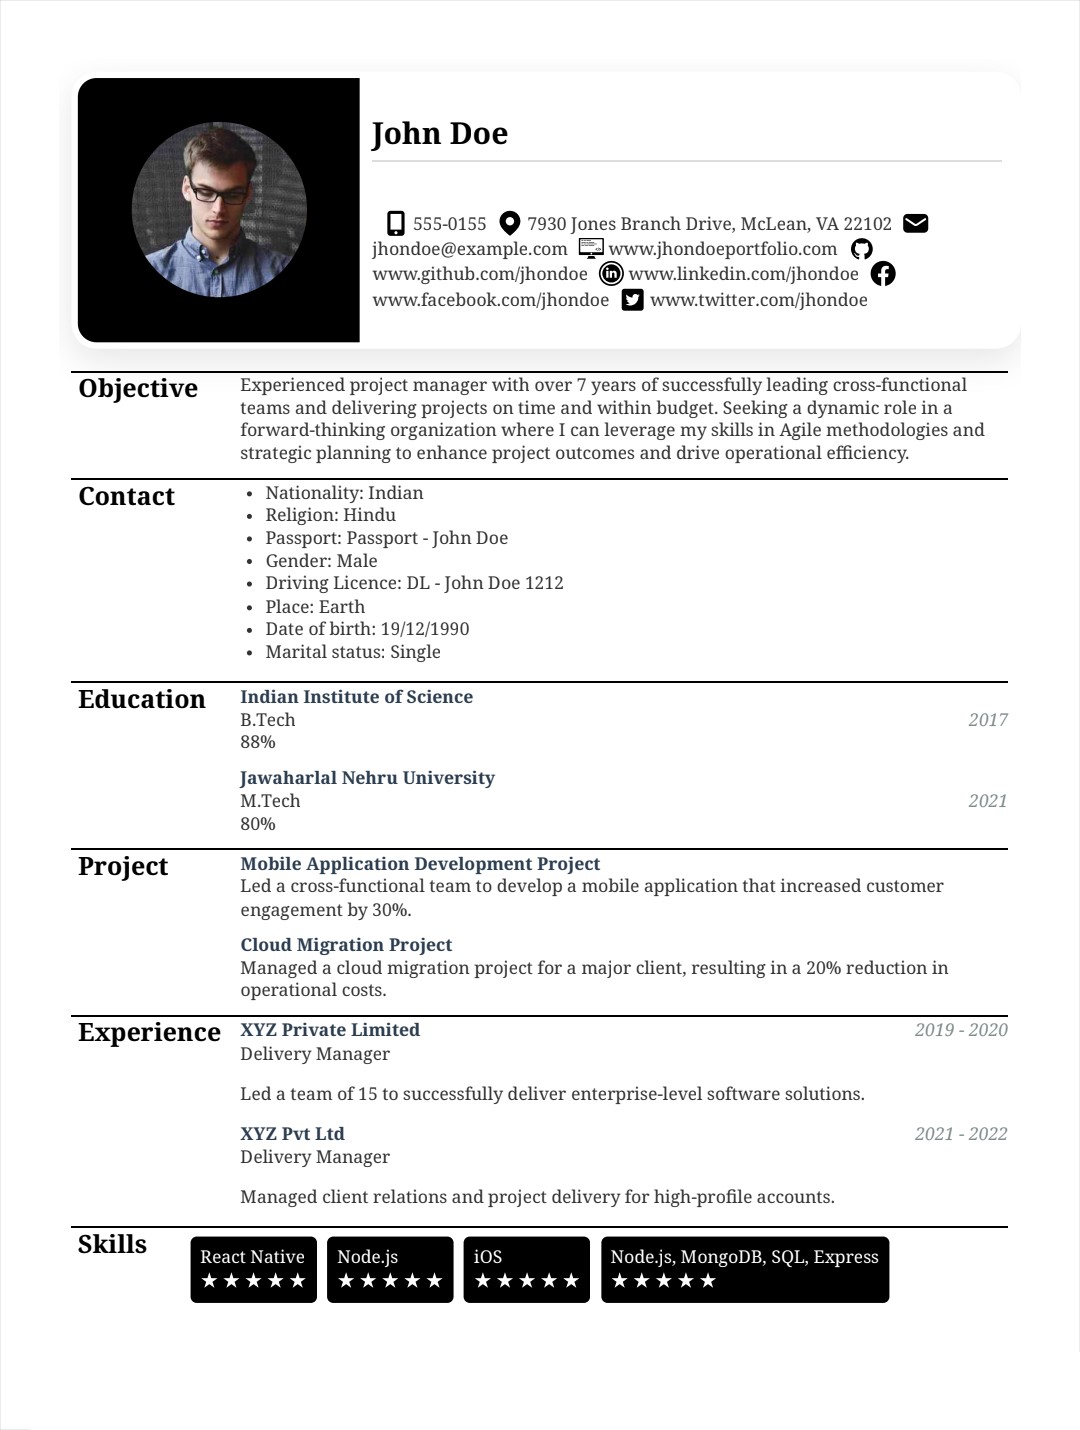 John Doe
555-0155 7930 Jones Branch Drive, McLean, VA 22102
jhondoe@example.com www.jhondoeportfolio.com
www.github.com/jhondoe www.linkedin.com/jhondoe
www.facebook.com/jhondoe www.twitter.com/jhondoe
Objective
Experienced project manager with over 7 years of successfully leading cross-functional
teams and delivering projects on time and within budget. Seeking a dynamic role in a
forward-thinking organization where I can leverage my skills in Agile methodologies and
strategic planning to enhance project outcomes and drive operational efficiency.
Contact
• Nationality: Indian
• Religion: Hindu
• Passport: Passport - John Doe
• Gender: Male
• Driving Licence: DL - John Doe 1212
• Place: Earth
• Date of birth: 19/12/1990
• Marital status: Single
Education
Indian Institute of Science
B.Tech 2017
88%
Jawaharlal Nehru University
M.Tech 2021
80%
Project
Mobile Application Development Project
Led a cross-functional team to develop a mobile application that increased customer
engagement by 30%.
Cloud Migration Project
Managed a cloud migration project for a major client, resulting in a 20% reduction in
operational costs.
Experience
XYZ Private Limited 2019 - 2020
Delivery Manager
Led a team of 15 to successfully deliver enterprise-level software solutions.
XYZ Pvt Ltd 2021 - 2022
Delivery Manager
Managed client relations and project delivery for high-profile accounts.
Skills
React Native Node.js iOS Node.js, MongoDB, SQL, Express
★★★★★ ★★★★★ ★★★★★ ★★★★★